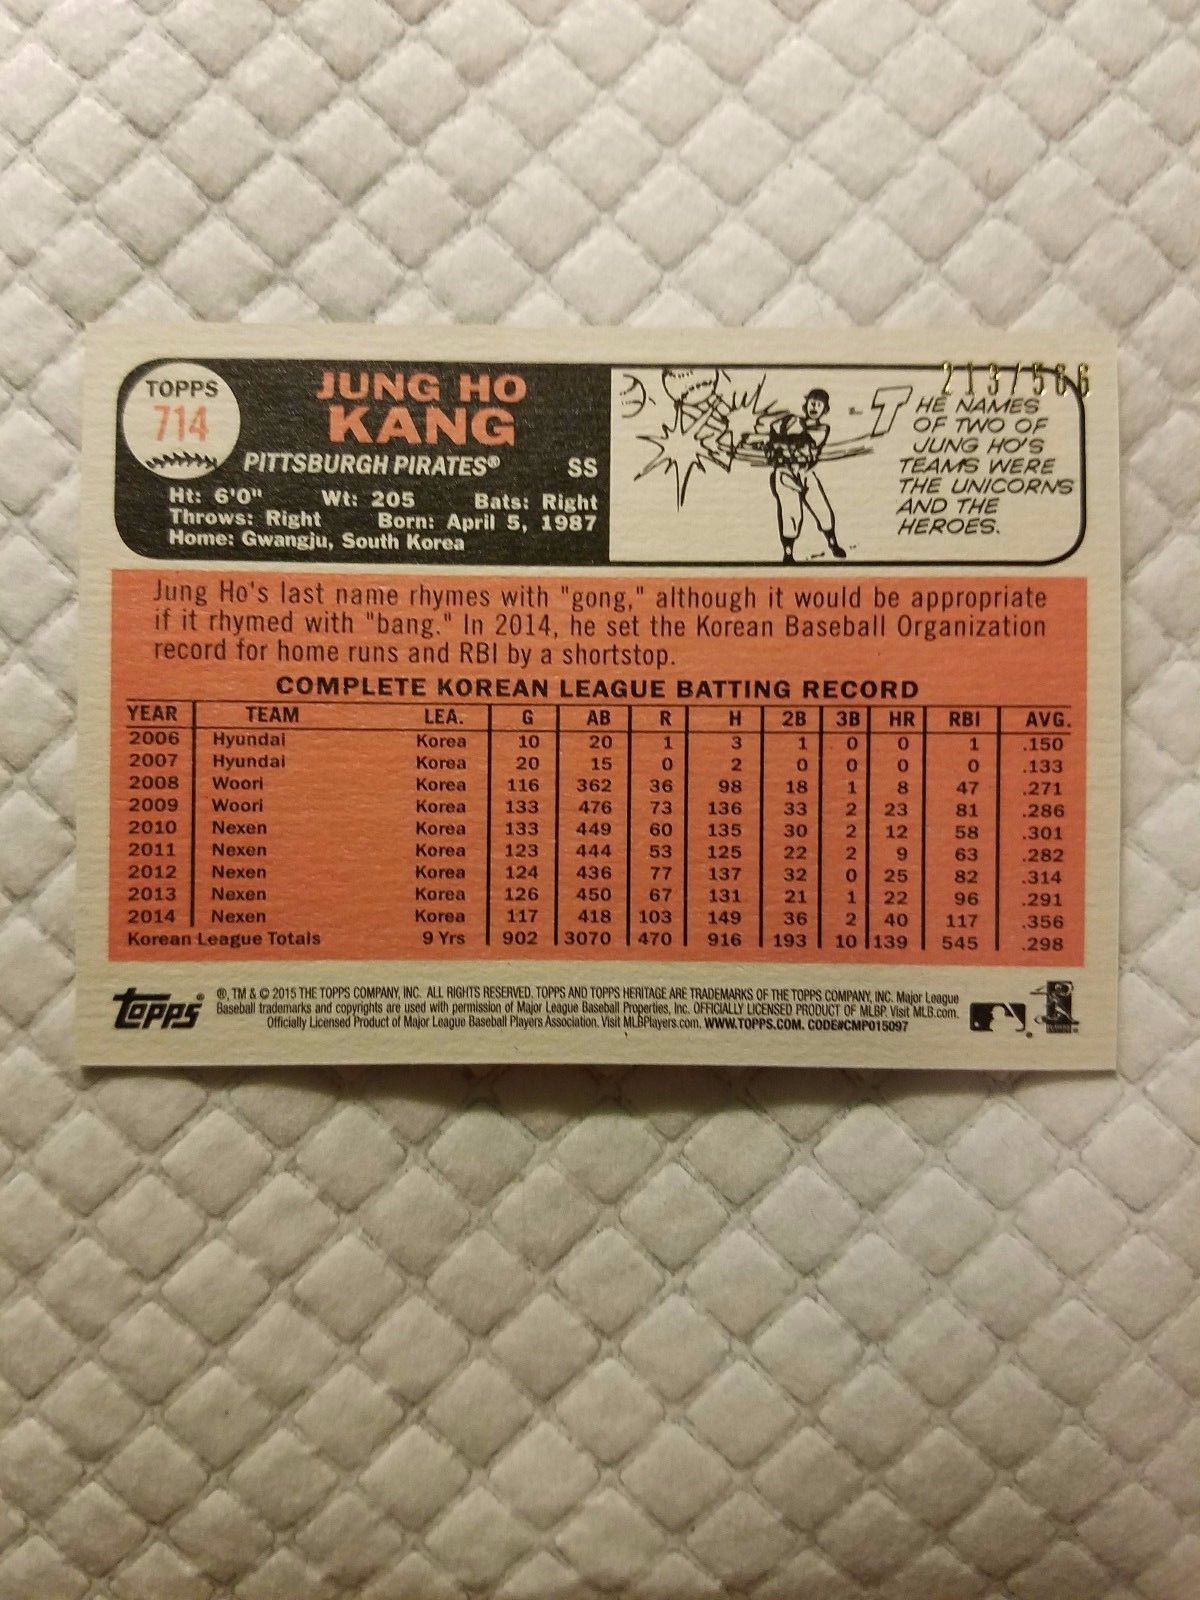 213/566
TOPPS
714
JUNG HO
KANG
PITTSBURGH PIRATES® SS
Ht: 6'0" Wt: 205 Bats: Right
Throws: Right Born: April 5, 1987
Home: Gwangju, South Korea
THE NAMES
OF TWO OF
JUNG HO'S
TEAMS WERE
THE UNICORNS
AND THE
HEROES.
Jung Ho's last name rhymes with "gong," although it would be appropriate
if it rhymed with "bang." In 2014, he set the Korean Baseball Organization
record for home runs and RBI by a shortstop.
COMPLETE KOREAN LEAGUE BATTING RECORD
YEAR TEAM LEA. G AB R H 2B 3B HR RBI AVG.
2006 Hyundai Korea 10 20 1 3 1 0 0 1 .150
2007 Hyundai Korea 20 15 0 2 0 0 0 0 .133
2008 Woori Korea 116 362 36 98 18 1 8 47 .271
2009 Woori Korea 133 476 73 136 33 2 23 81 .286
2010 Nexen Korea 133 449 60 135 30 2 12 58 .301
2011 Nexen Korea 123 444 53 125 22 2 9 63 .282
2012 Nexen Korea 124 436 77 137 32 0 25 82 .314
2013 Nexen Korea 126 450 67 131 21 1 22 96 .291
2014 Nexen Korea 117 418 103 149 36 2 40 117 .356
Korean League Totals 9 Yrs 902 3070 470 916 193 10 139 545 .298
Topps®
®, TM & © 2015 THE TOPPS COMPANY, INC. ALL RIGHTS RESERVED. TOPPS AND TOPPS HERITAGE ARE TRADEMARKS OF THE TOPPS COMPANY, INC. Major League
Baseball trademarks and copyrights are used with permission of Major League Baseball Properties, Inc. OFFICIALLY LICENSED PRODUCT OF MLBP. Visit MLB.com.
Officially Licensed Product of Major League Baseball Players Association. Visit MLBPlayers.com. WWW.TOPPS.COM. CODE#CMP015097